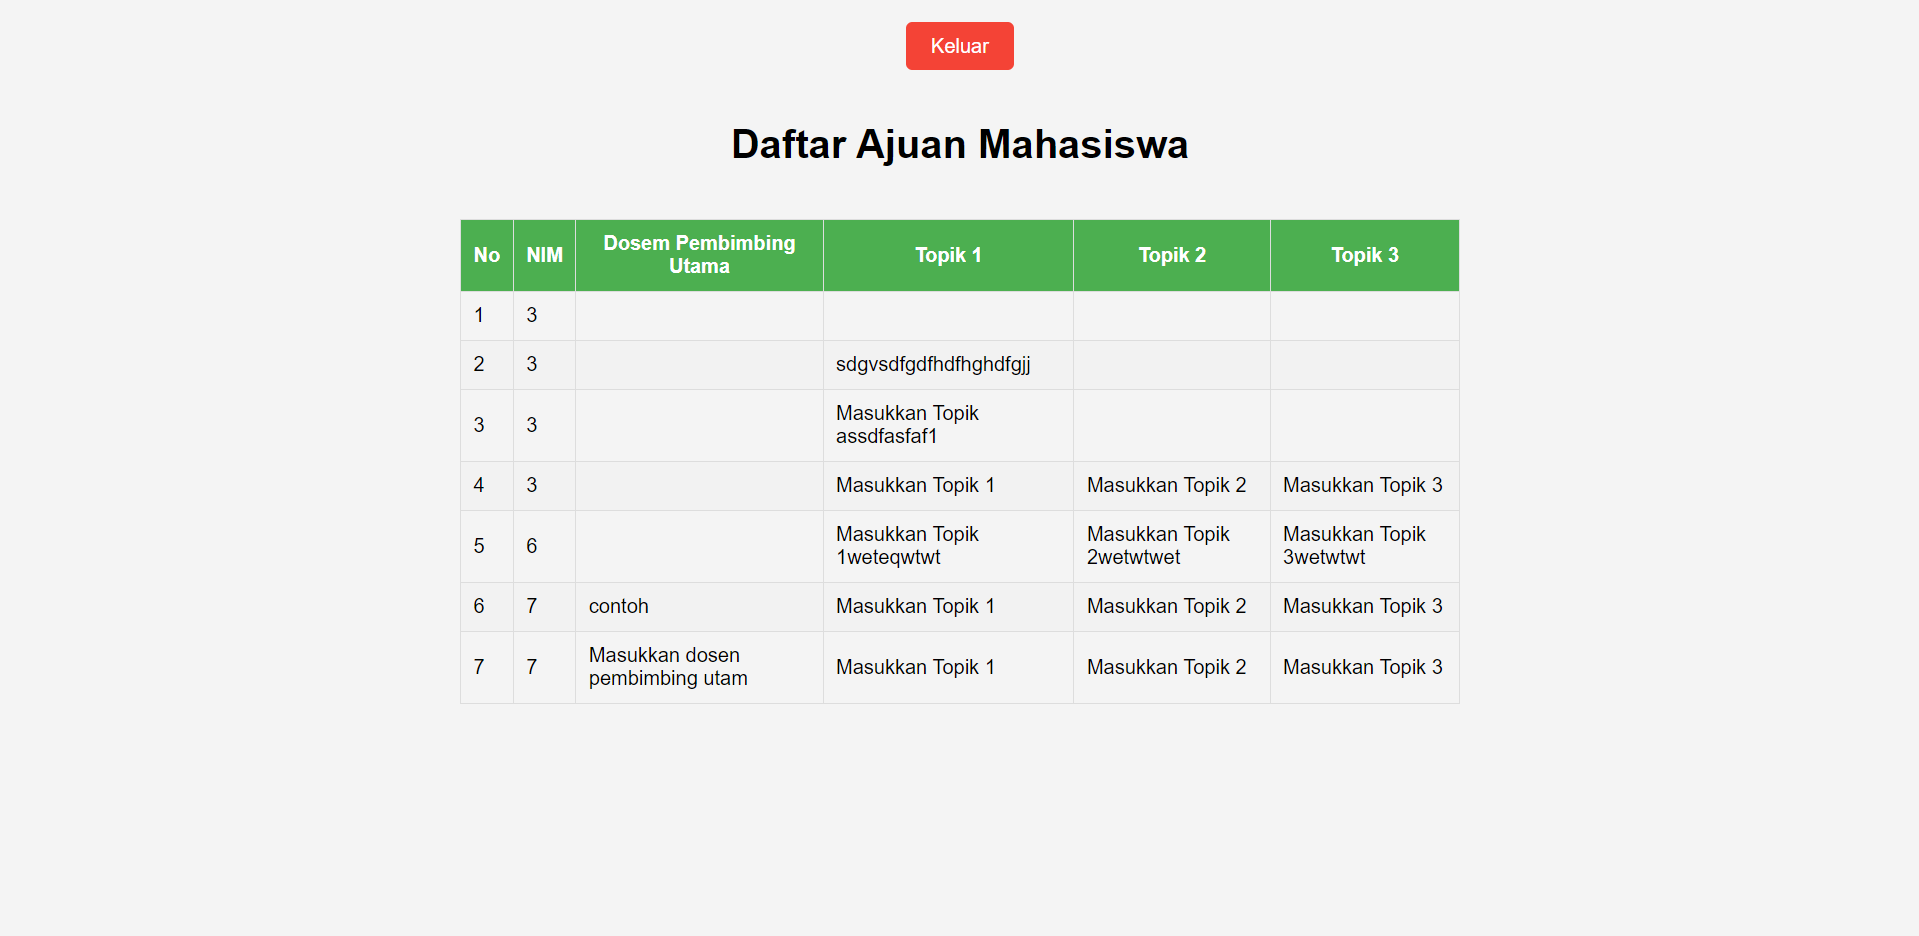 Keluar
Daftar Ajuan Mahasiswa
No NIM Dosem Pembimbing Utama Topik 1 Topik 2 Topik 3
1 3
2 3 sdgvsdfgdfhdfhghdfgjj
3 3 Masukkan Topik assdfasfaf1
4 3 Masukkan Topik 1 Masukkan Topik 2 Masukkan Topik 3
5 6 Masukkan Topik 1weteqwtwt Masukkan Topik 2wetwtwet Masukkan Topik 3wetwtwt
6 7 contoh Masukkan Topik 1 Masukkan Topik 2 Masukkan Topik 3
7 7 Masukkan dosen pembimbing utam Masukkan Topik 1 Masukkan Topik 2 Masukkan Topik 3